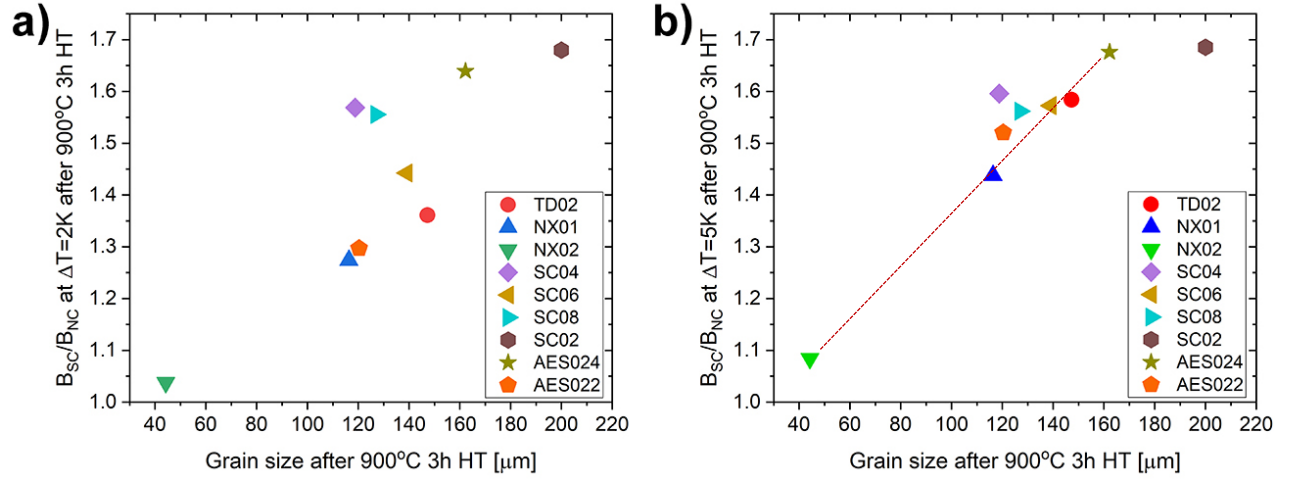 a)
B_SC/B_NC at ΔT=2K after 900°C 3h HT
1.7
1.6
1.5
1.4
1.3
1.2
1.1
1.0
TD02
NX01
NX02
SC04
SC06
SC08
SC02
AES024
AES022
40 60 80 100 120 140 160 180 200 220
Grain size after 900°C 3h HT [μm]
b)
B_SC/B_NC at ΔT=5K after 900°C 3h HT
1.7
1.6
1.5
1.4
1.3
1.2
1.1
1.0
TD02
NX01
NX02
SC04
SC06
SC08
SC02
AES024
AES022
40 60 80 100 120 140 160 180 200 220
Grain size after 900°C 3h HT [μm]